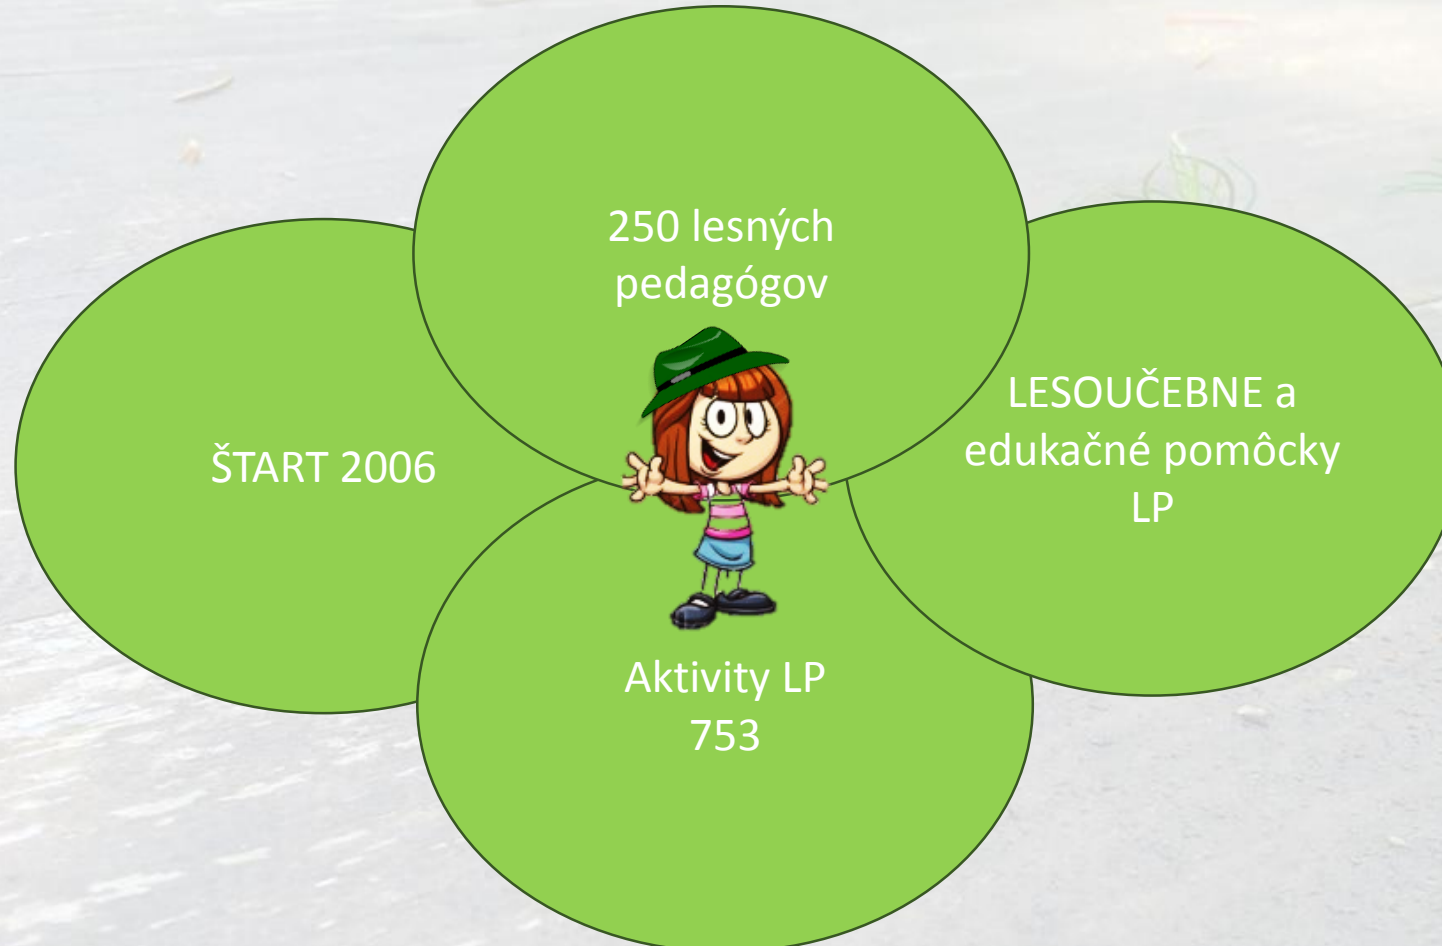 250 lesných
pedagógov
ŠTART 2006
LESOUČEBNE a
edukačné pomôcky
LP
Aktivity LP
753